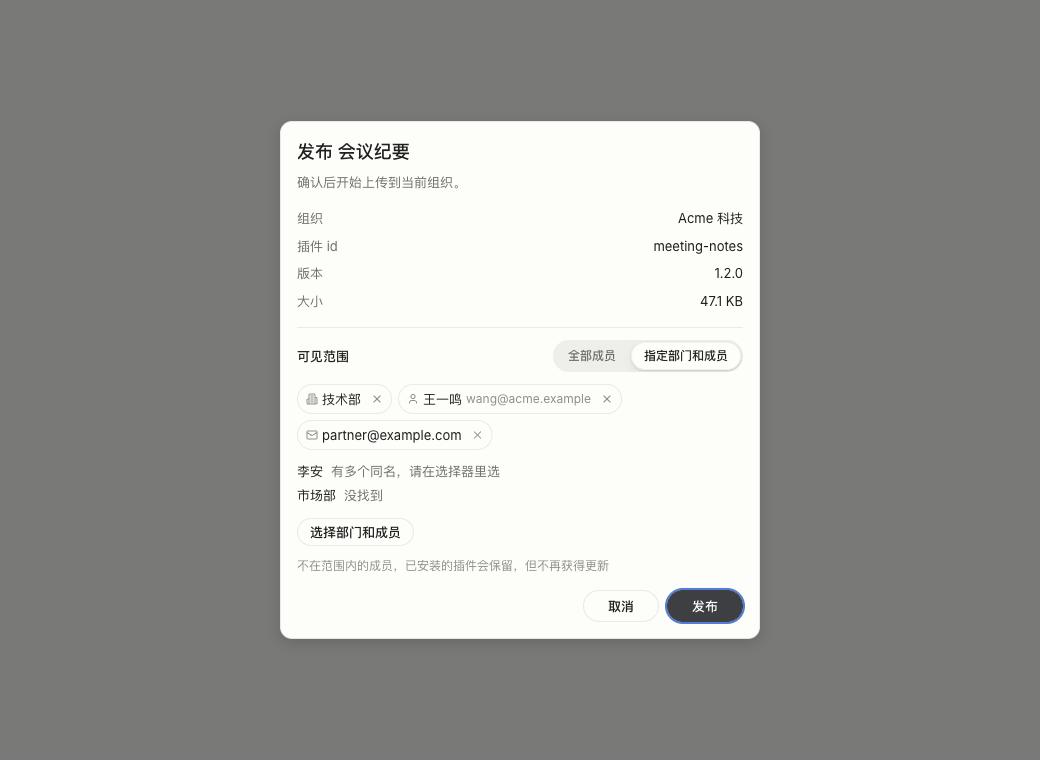 发布 会议纪要
确认后开始上传到当前组织。
组织 Acme 科技
插件 id meeting-notes
版本 1.2.0
大小 47.1 KB
可见范围 全部成员 指定部门和成员
技术部 王一鸣 wang@acme.example
partner@example.com
李安 有多个同名，请在选择器里选
市场部 没找到
选择部门和成员
不在范围内的成员，已安装的插件会保留，但不再获得更新
取消 发布